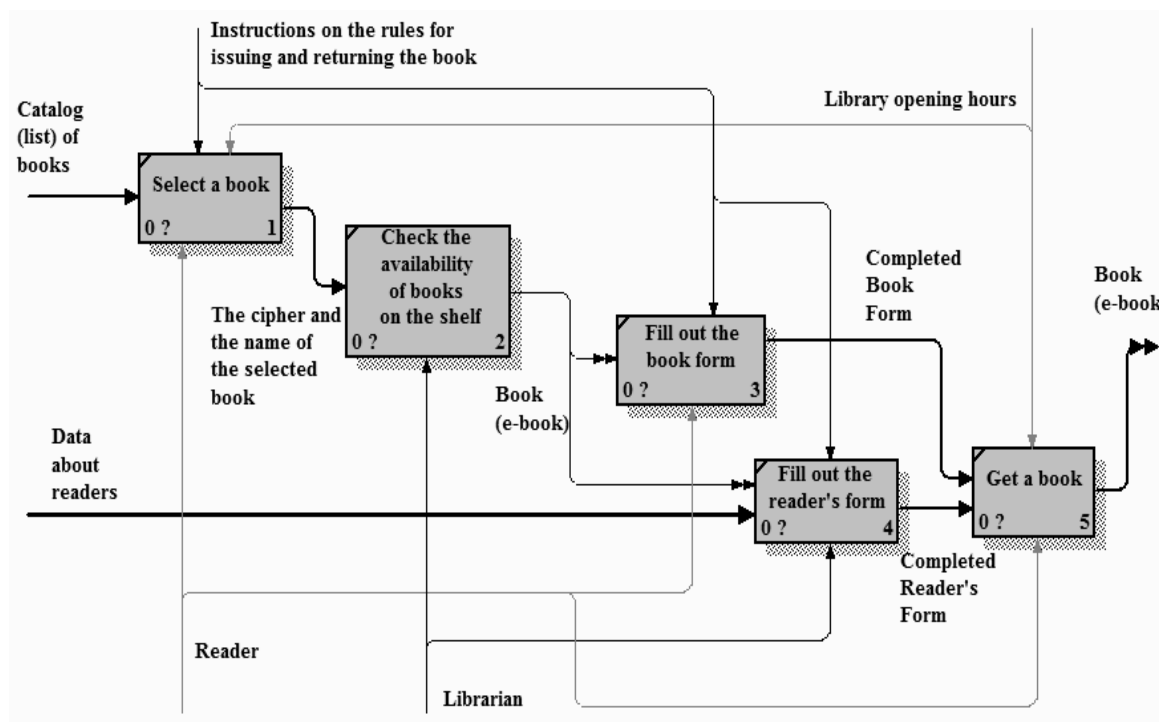 Instructions on the rules for
issuing and returning the book
Library opening hours
Catalog
(list) of
books
Select a book
0 ? 1
Check the
availability
of books
on the shelf
0 ? 2
The cipher and
the name of
the selected
book
Completed
Book
Form
Book
(e-book
Fill out the
book form
0 ? 3
Book
(e-book)
Data
about
readers
Fill out the
reader's form
0 ? 4
Get a book
0 ? 5
Completed
Reader's
Form
Reader
Librarian